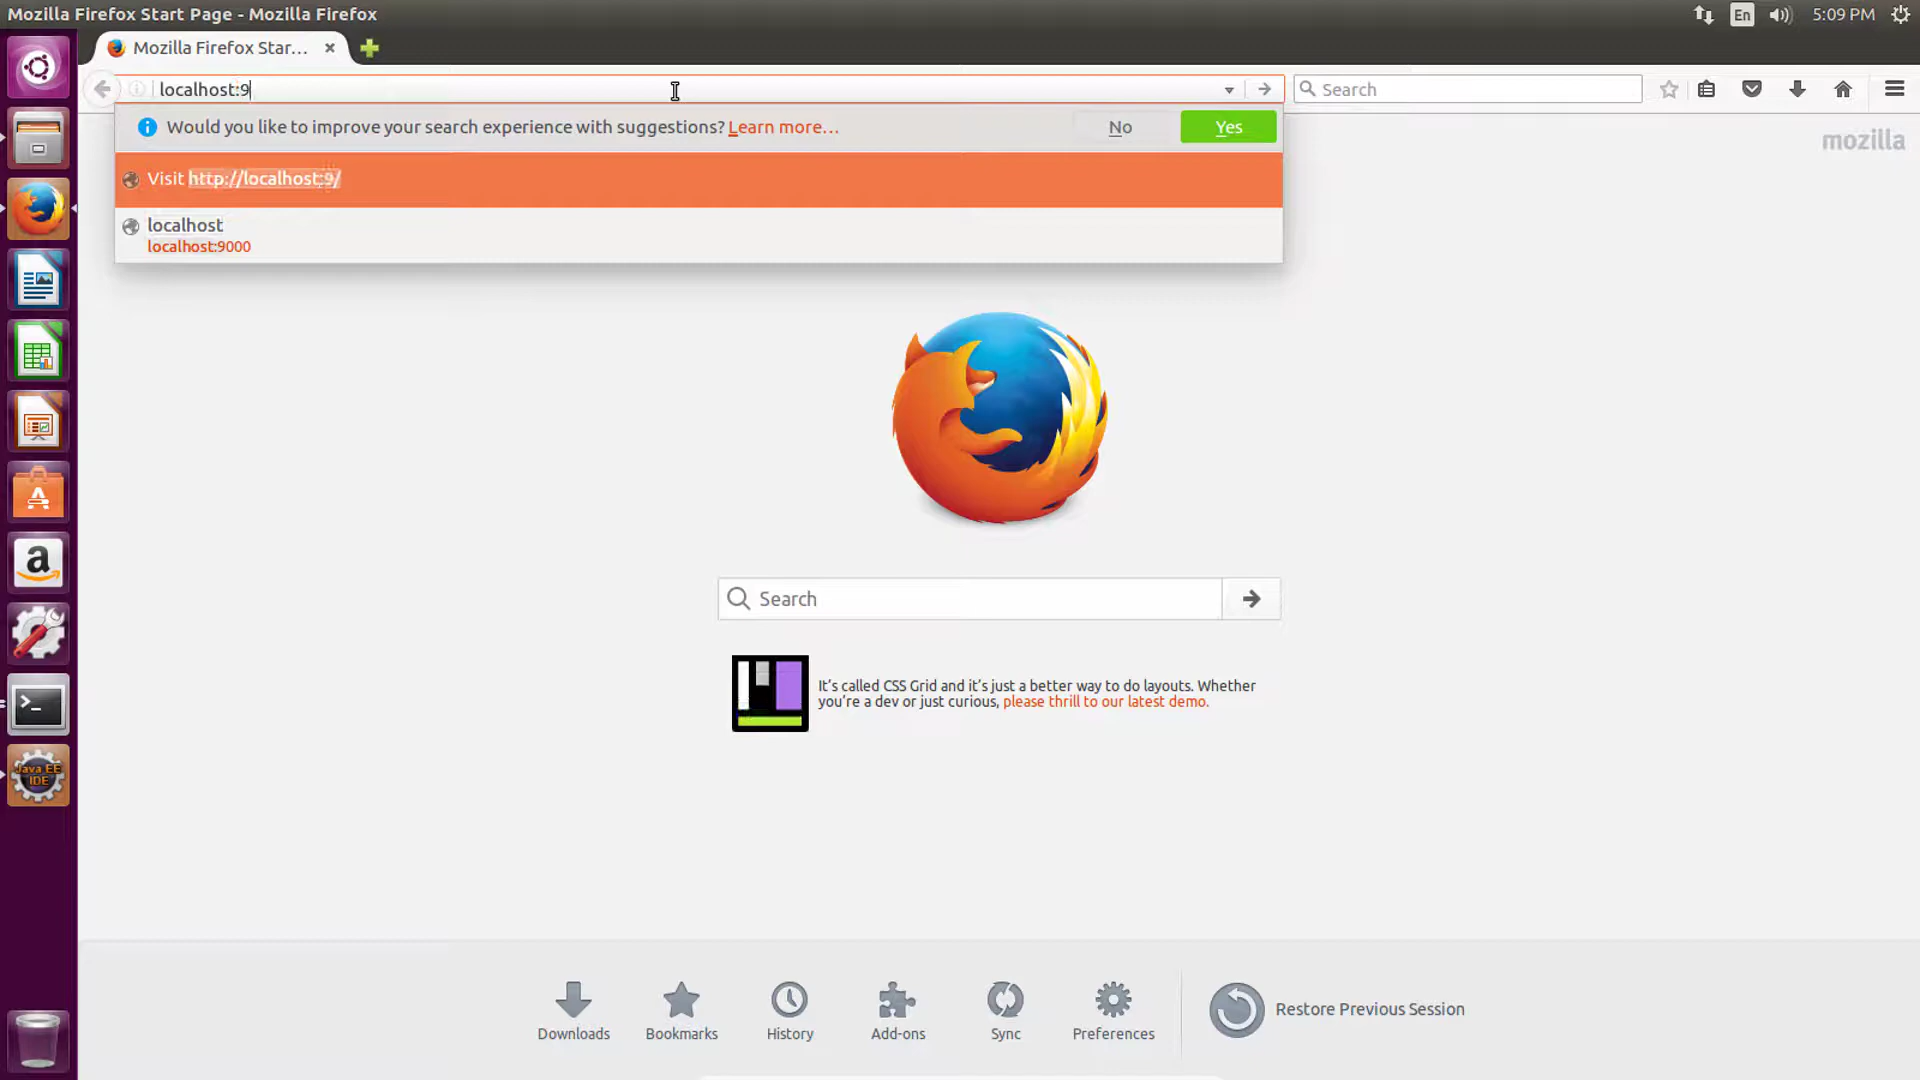 Mozilla Firefox Start Page - Mozilla Firefox
En
5:09 PM
Mozilla Firefox Star...
localhost:9
Search
Would you like to improve your search experience with suggestions? Learn more...
No
Yes
Visit http://localhost:9/
localhost
localhost:9000
mozilla
Search
It's called CSS Grid and it's just a better way to do layouts. Whether
you're a dev or just curious, please thrill to our latest demo.
a
>_
Java EE
IDE
Downloads
Bookmarks
History
Add-ons
Sync
Preferences
Restore Previous Session